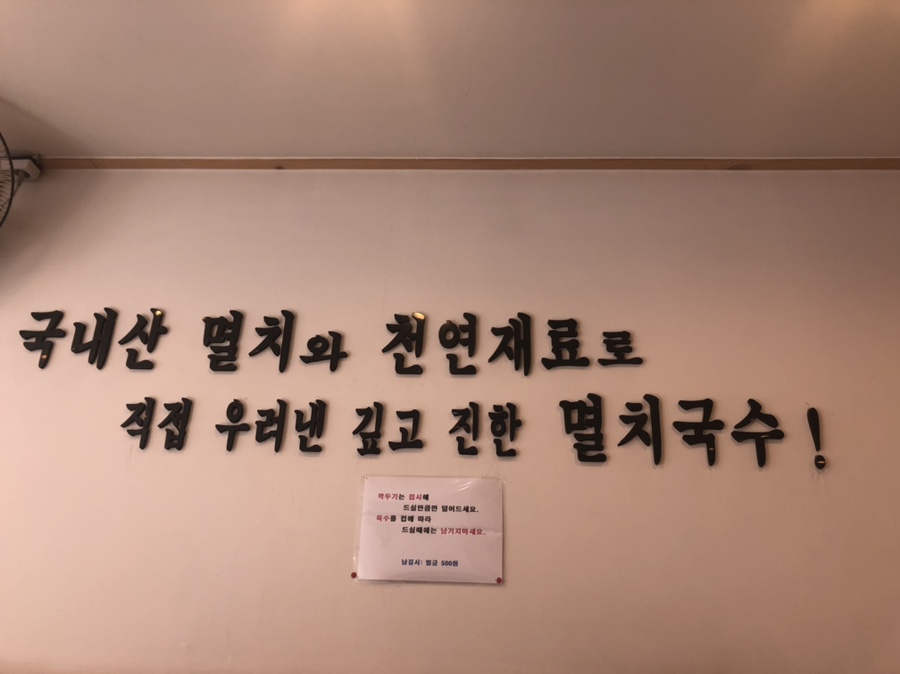 국내산 멸치와 천연재료로
직접 우러낸 깊고 진한 멸치국수!
깍두기는 접시에
드실만큼만 덜어드세요.
육수를 컵에 따라
드실때에는 남기지마세요.
남길시: 벌금 500원